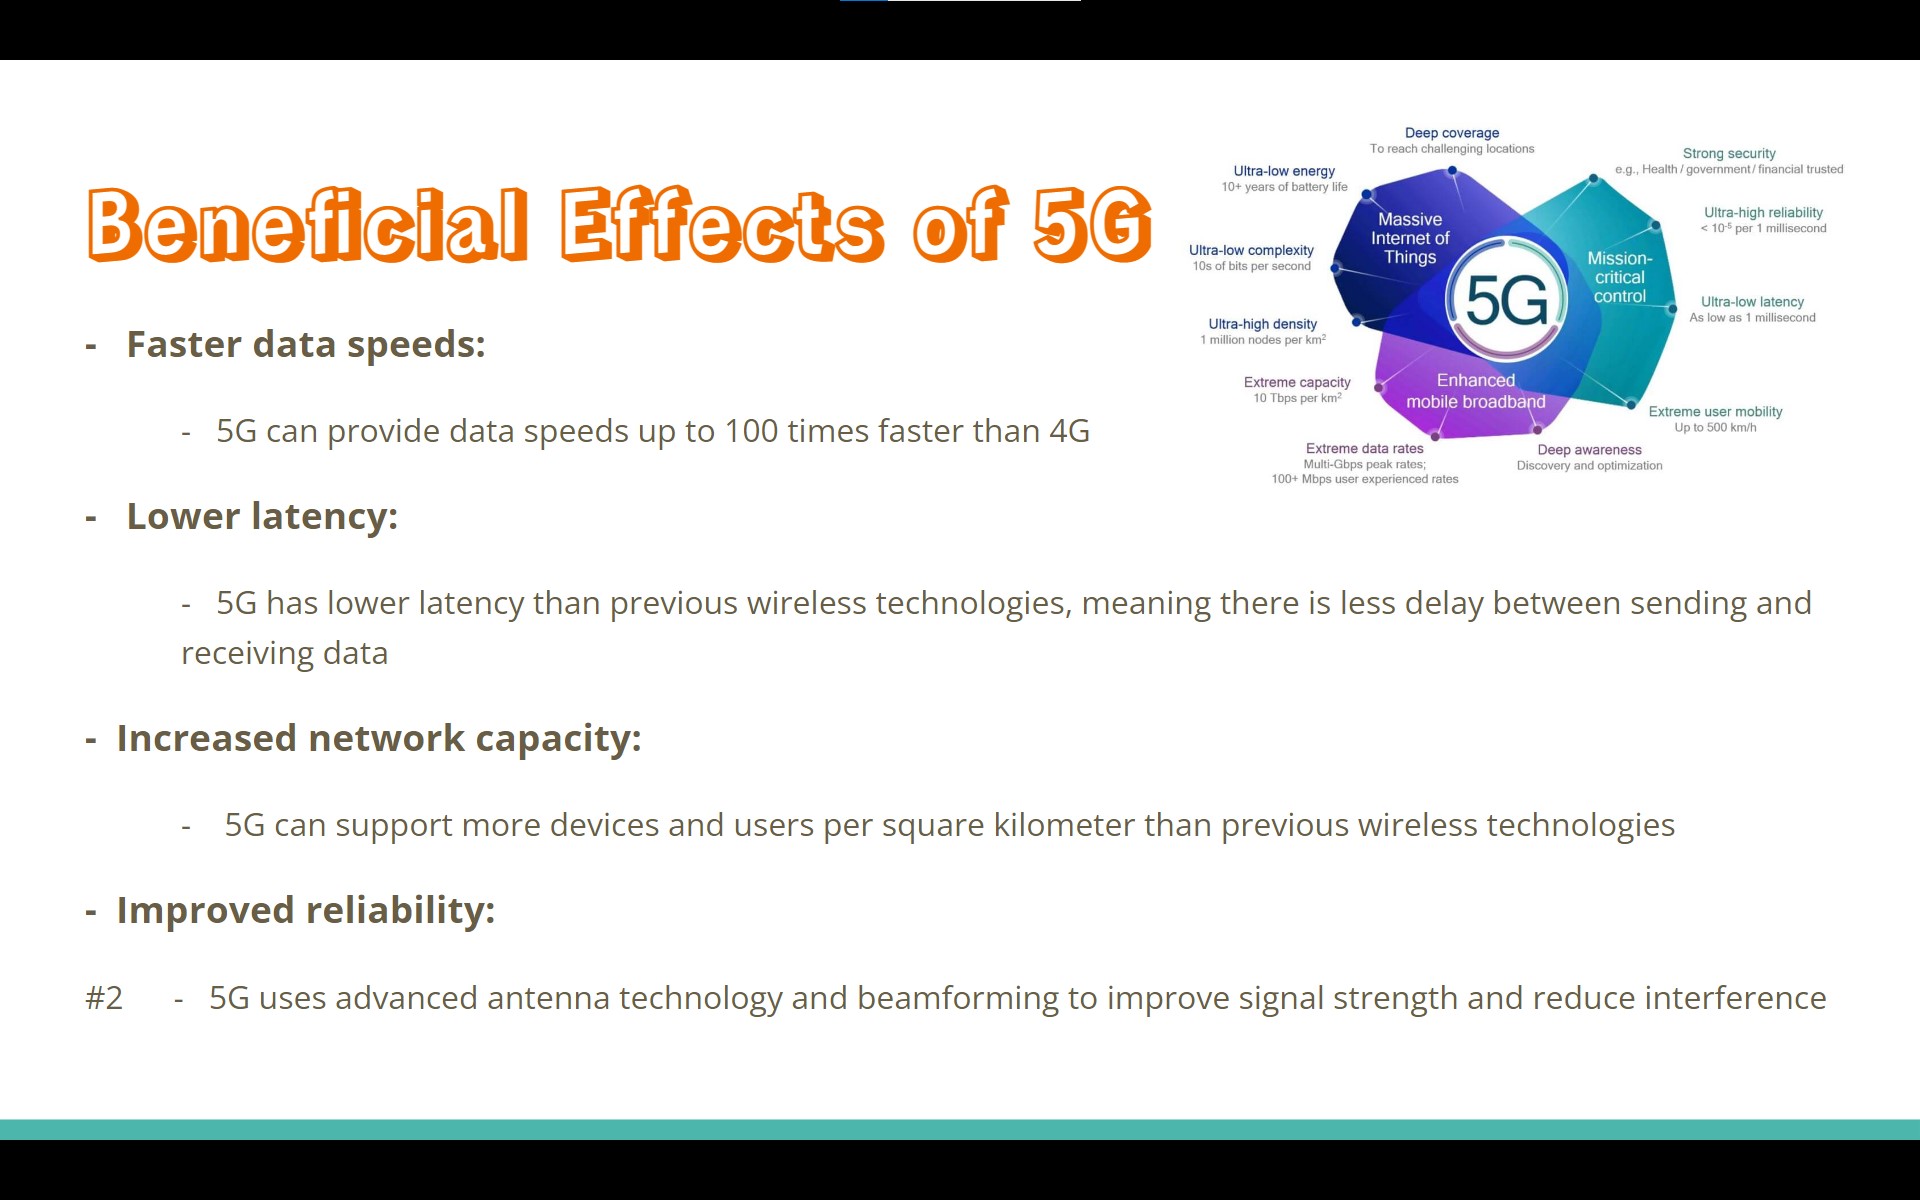 Beneficial Effects of 5G
- Faster data speeds:
- 5G can provide data speeds up to 100 times faster than 4G
- Lower latency:
- 5G has lower latency than previous wireless technologies, meaning there is less delay between sending and
receiving data
- Increased network capacity:
- 5G can support more devices and users per square kilometer than previous wireless technologies
- Improved reliability:
#2 - 5G uses advanced antenna technology and beamforming to improve signal strength and reduce interference
Deep coverage
To reach challenging locations
Ultra-low energy
10+ years of battery life
Ultra-low complexity
10s of bits per second
Ultra-high density
1 million nodes per km²
Extreme capacity
10 Tbps per km²
Extreme data rates
Multi-Gbps peak rates;
100+ Mbps user experienced rates
Deep awareness
Discovery and optimization
Extreme user mobility
Up to 500 km/h
Ultra-low latency
As low as 1 millisecond
Ultra-high reliability
< 10⁻⁵ per 1 millisecond
Strong security
e.g., Health / government / financial trusted
Massive
Internet of
Things
Mission-
critical
control
Enhanced
mobile broadband
5G